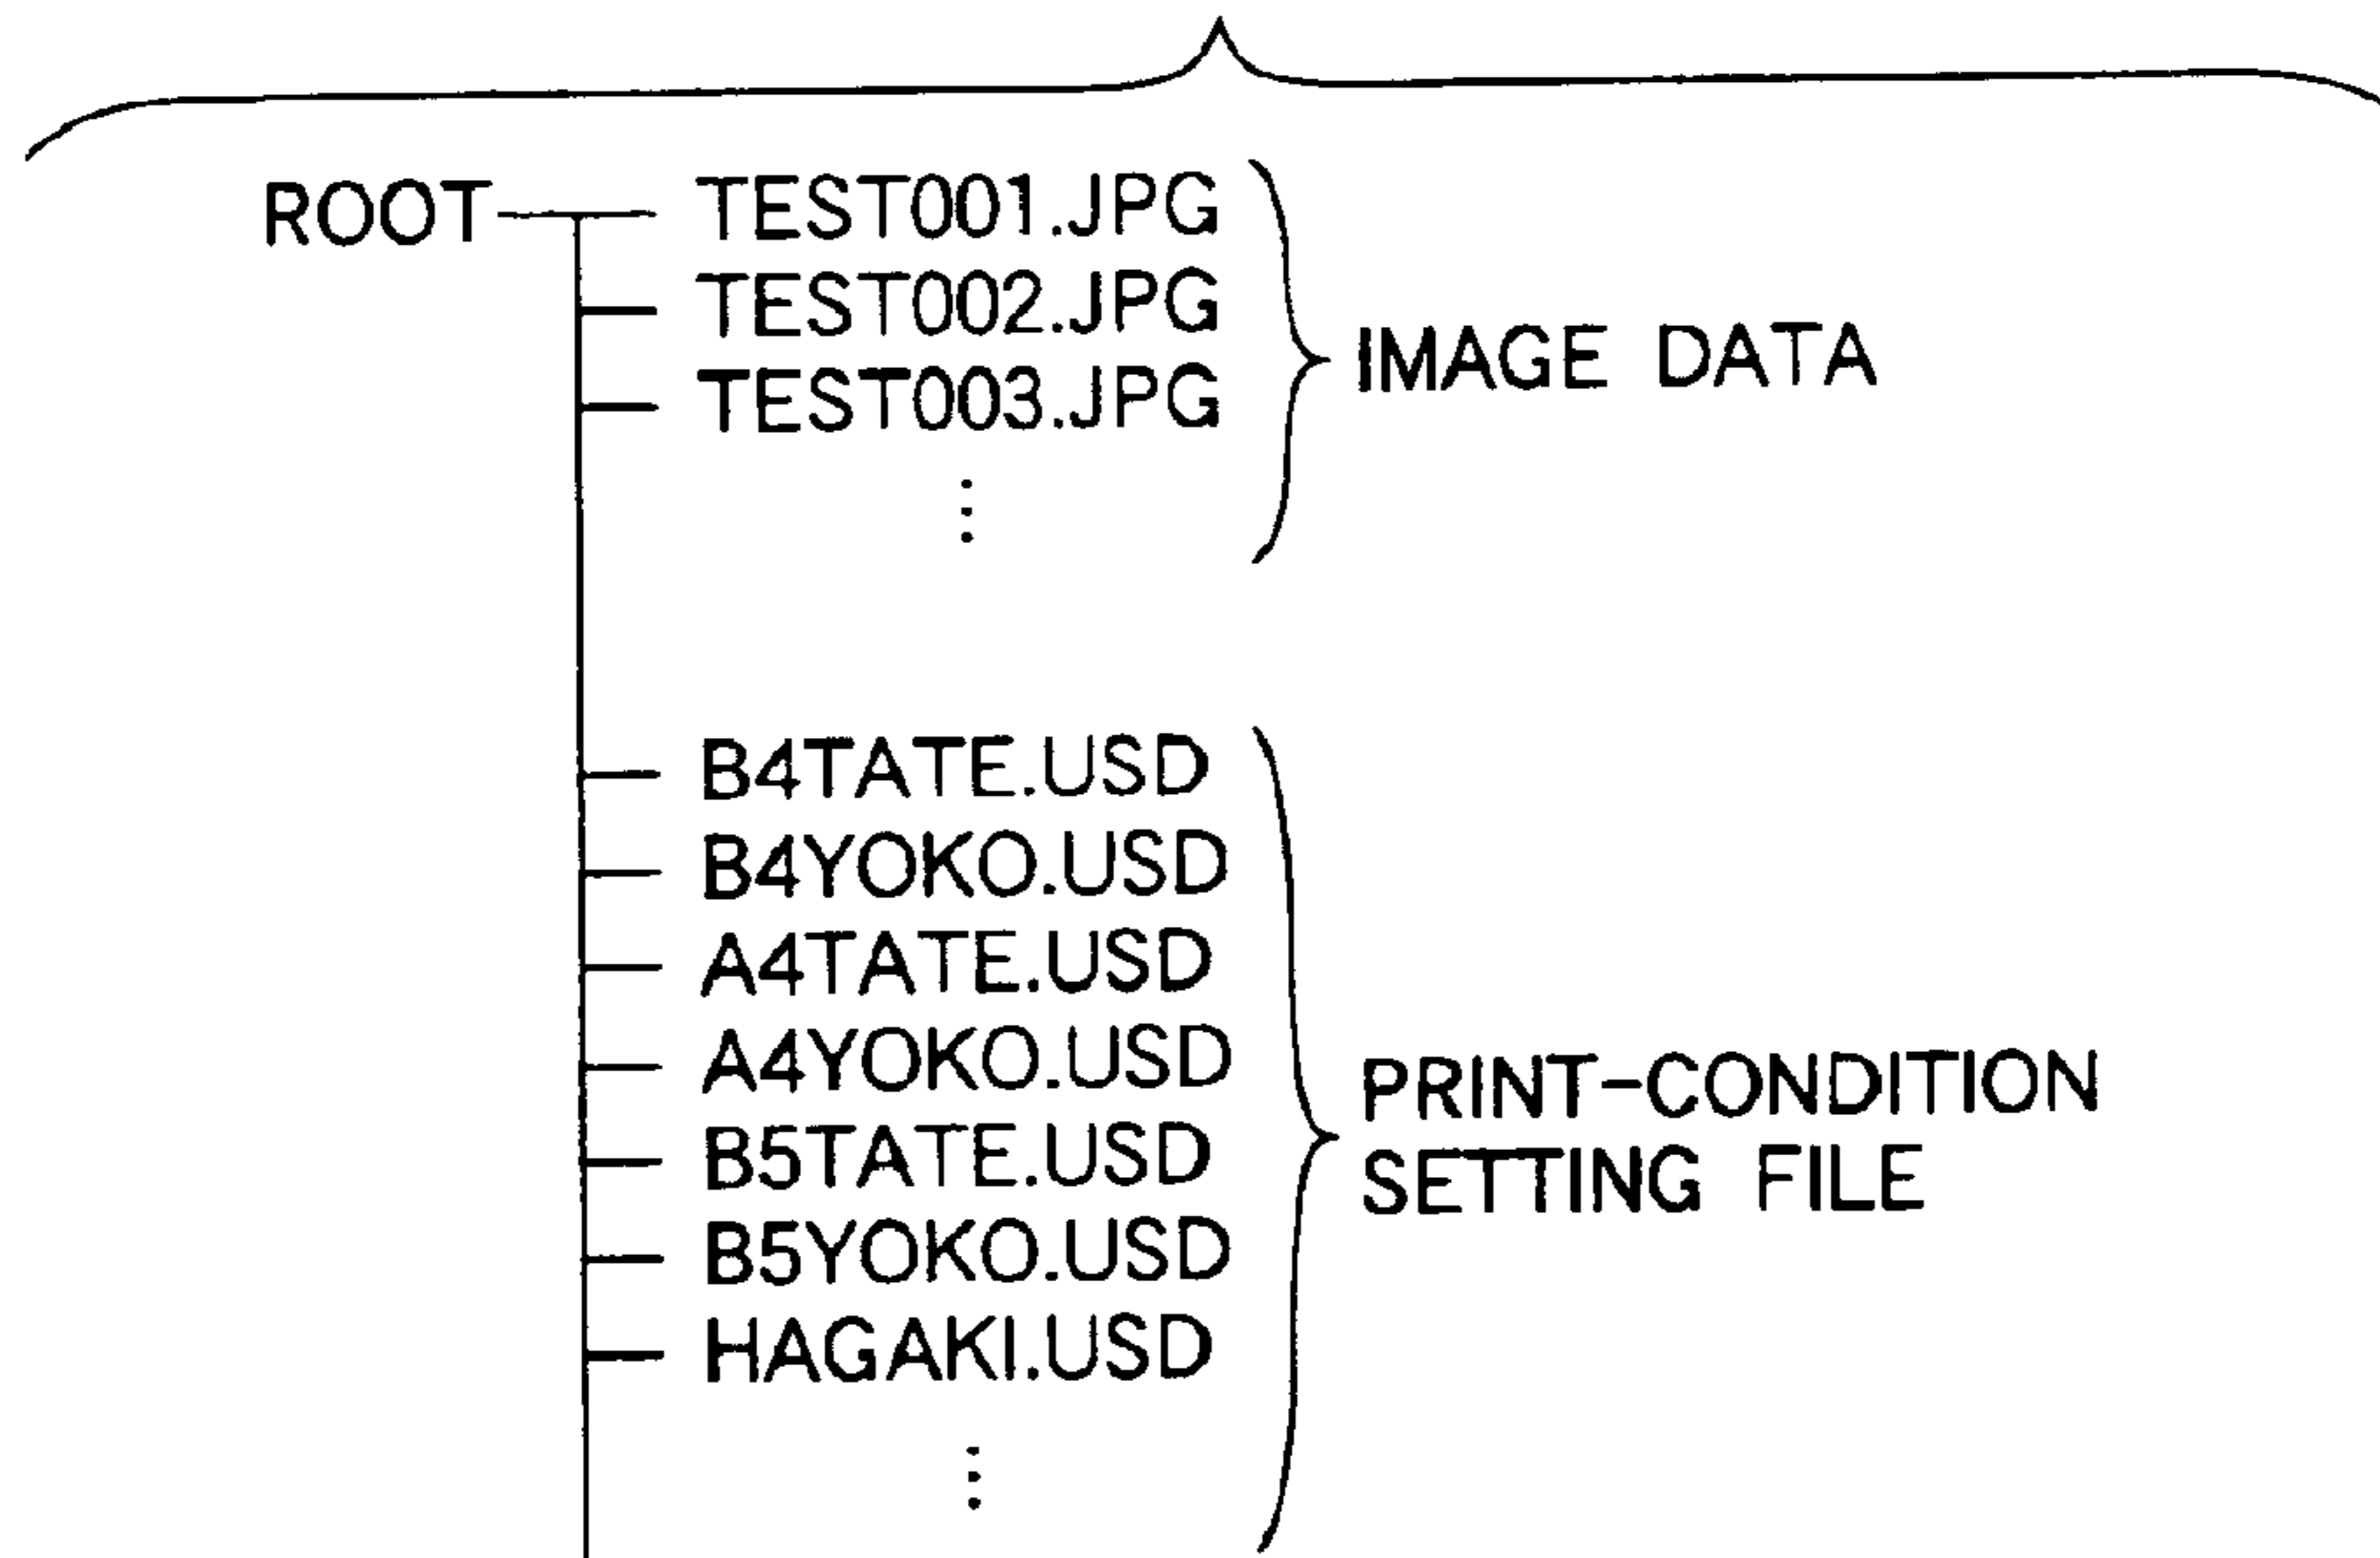 ROOT
TEST001.JPG
TEST002.JPG
TEST003.JPG
IMAGE DATA
B4TATE.USD
B4YOKO.USD
A4TATE.USD
A4YOKO.USD
B5TATE.USD
B5YOKO.USD
HAGAKI.USD
PRINT-CONDITION
SETTING FILE